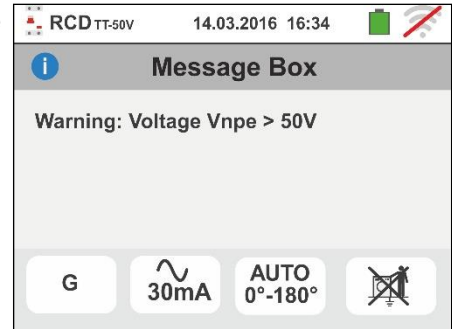 RCD TT-50V 14.03.2016 16:34
Message Box
Warning: Voltage Vnpe > 50V
G 30mA AUTO
0°-180°